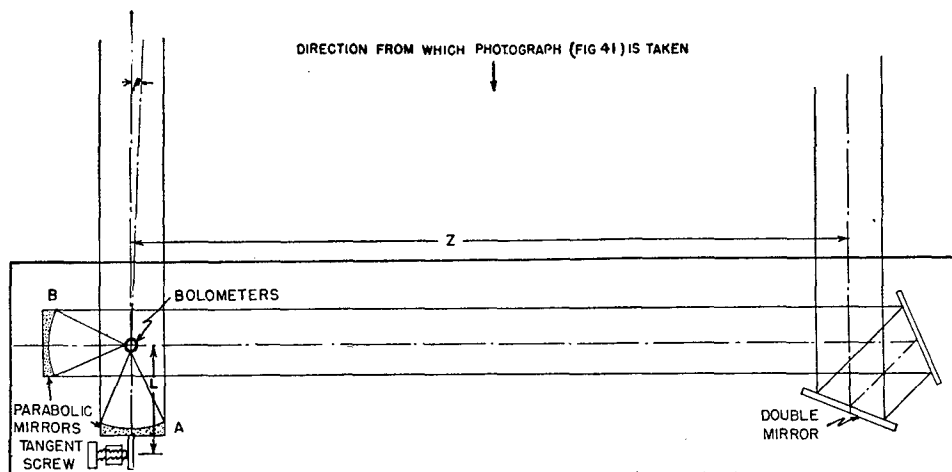 DIRECTION FROM WHICH PHOTOGRAPH (FIG 41) IS TAKEN
Z
B
BOLOMETERS
L
PARABOLIC
MIRRORS
A
TANGENT
SCREW
DOUBLE
MIRROR